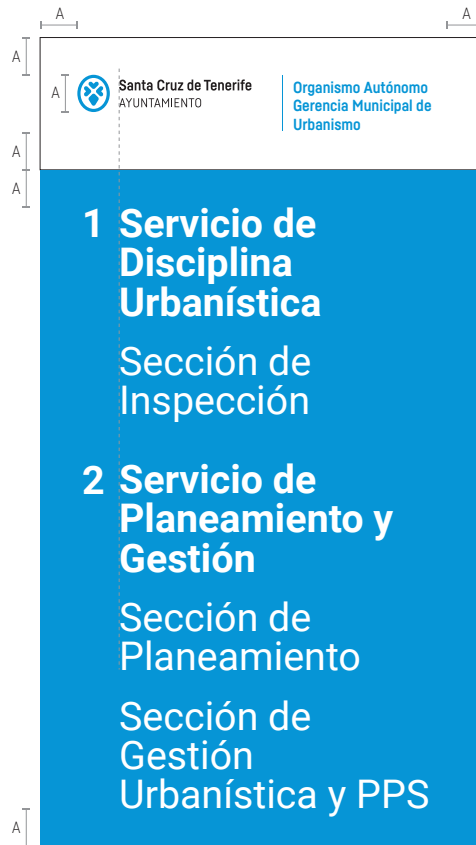 A
A
A
A
Santa Cruz de Tenerife
AYUNTAMIENTO
Organismo Autónomo
Gerencia Municipal de
Urbanismo
A
A
1 Servicio de
Disciplina
Urbanística
Sección de
Inspección
2 Servicio de
Planeamiento y
Gestión
Sección de
Planeamiento
Sección de
Gestión
Urbanística y PPS
A